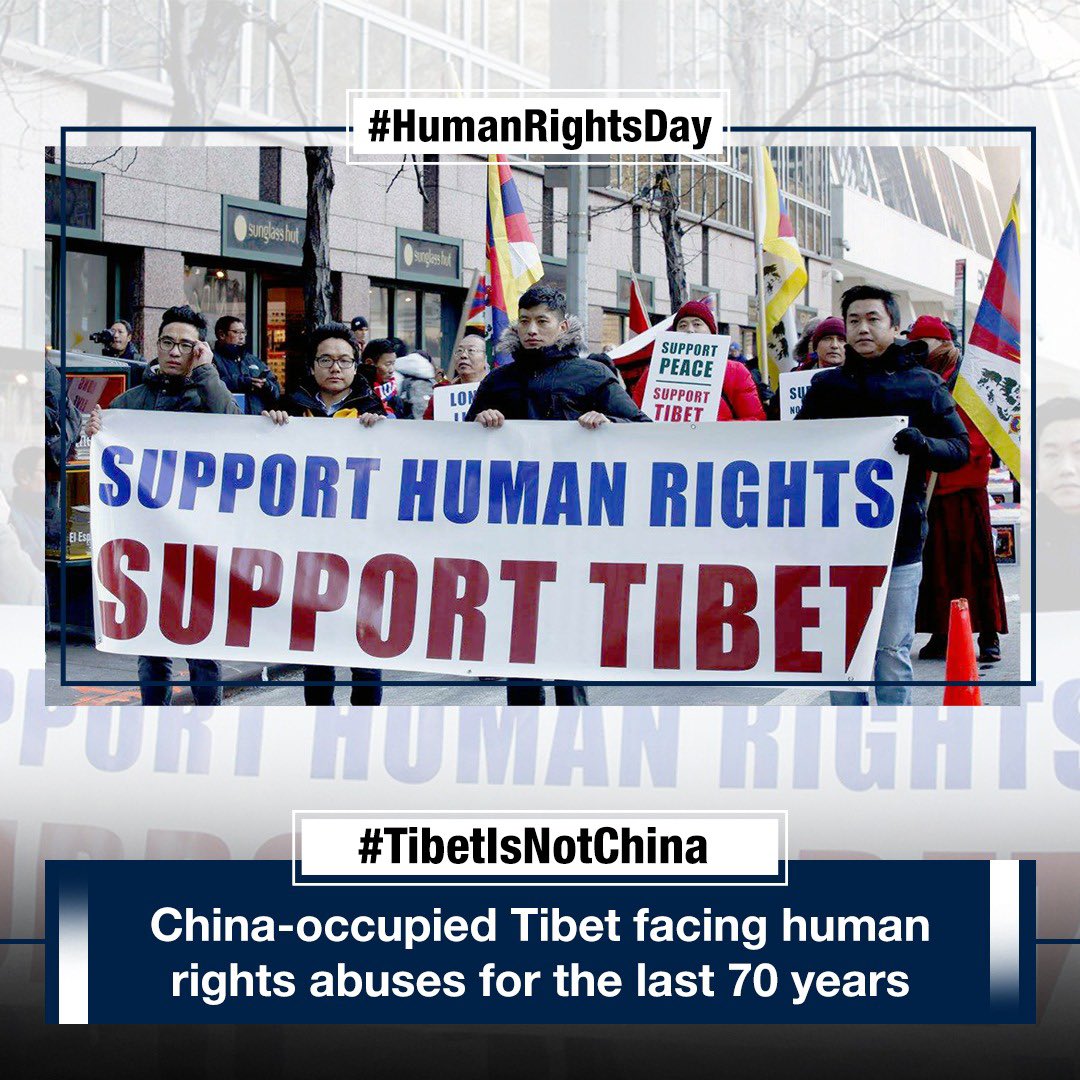 #HumanRightsDay
sunglass hut
sunglass hut
SUPPORT
PEACE
SUPPORT
TIBET
SUPPORT HUMAN RIGHTS
SUPPORT TIBET
#TibetIsNotChina
China-occupied Tibet facing human
rights abuses for the last 70 years